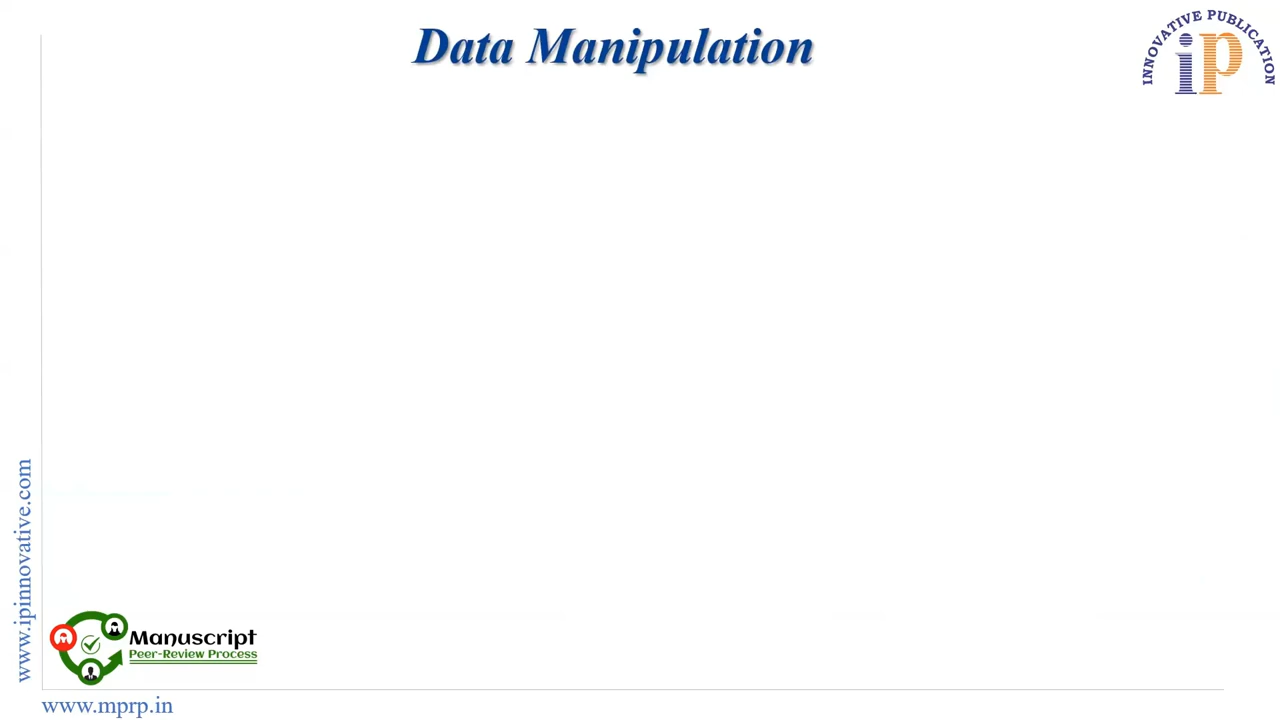 Data Manipulation
INNOVATIVE PUBLICATION
iP
www.ipinnovative.com
Manuscript
Peer-Review Process
www.mprp.in